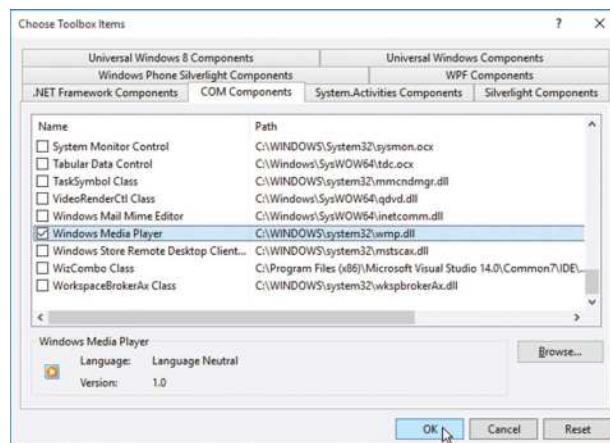 Choose Toolbox Items
Universal Windows 8 Components Universal Windows Components
Windows Phone Silverlight Components WPF Components
.NET Framework Components COM Components System.Activities Components Silverlight Components
Name Path
System Monitor Control C:\WINDOWS\System32\sysmon.ocx
Tabular Data Control C:\Windows\SysWOW64\tdc.ocx
TaskSymbol Class C:\WINDOWS\system32\mmcndmgr.dll
VideoRenderCtl Class C:\Windows\SysWOW64\qdvd.dll
Windows Mail Mime Editor C:\Windows\SysWOW64\inetcomm.dll
Windows Media Player C:\WINDOWS\system32\wmp.dll
Windows Store Remote Desktop Client... C:\WINDOWS\system32\mstscax.dll
WizCombo Class C:\Program Files (x86)\Microsoft Visual Studio 14.0\Common7\IDE\...
WorkspaceBrokerAx Class C:\WINDOWS\system32\wkspbrokerAx.dll
Windows Media Player
Browse...
Language: Language Neutral
Version: 1.0
OK Cancel Reset